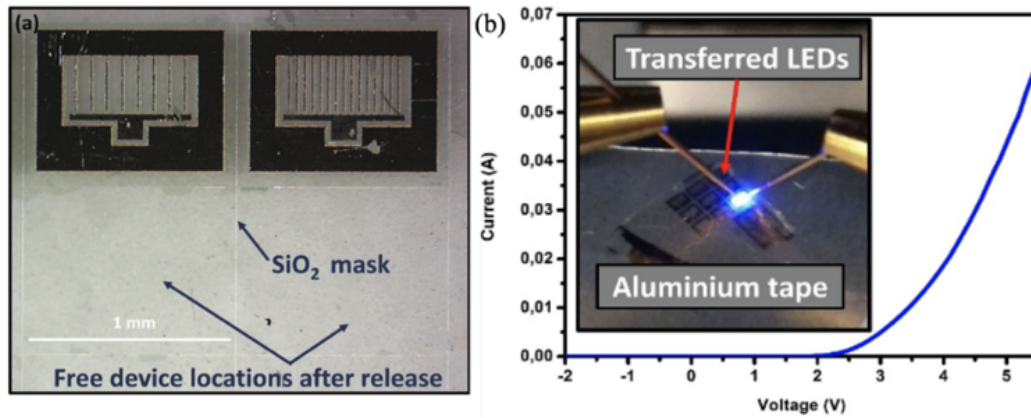 (a)
SiO₂ mask
1 mm
Free device locations after release
(b)
0,07
0,06
0,05
0,04
0,03
0,02
0,01
0,00
Current (A)
Transferred LEDs
Aluminium tape
-2
-1
0
1
2
3
4
5
Voltage (V)